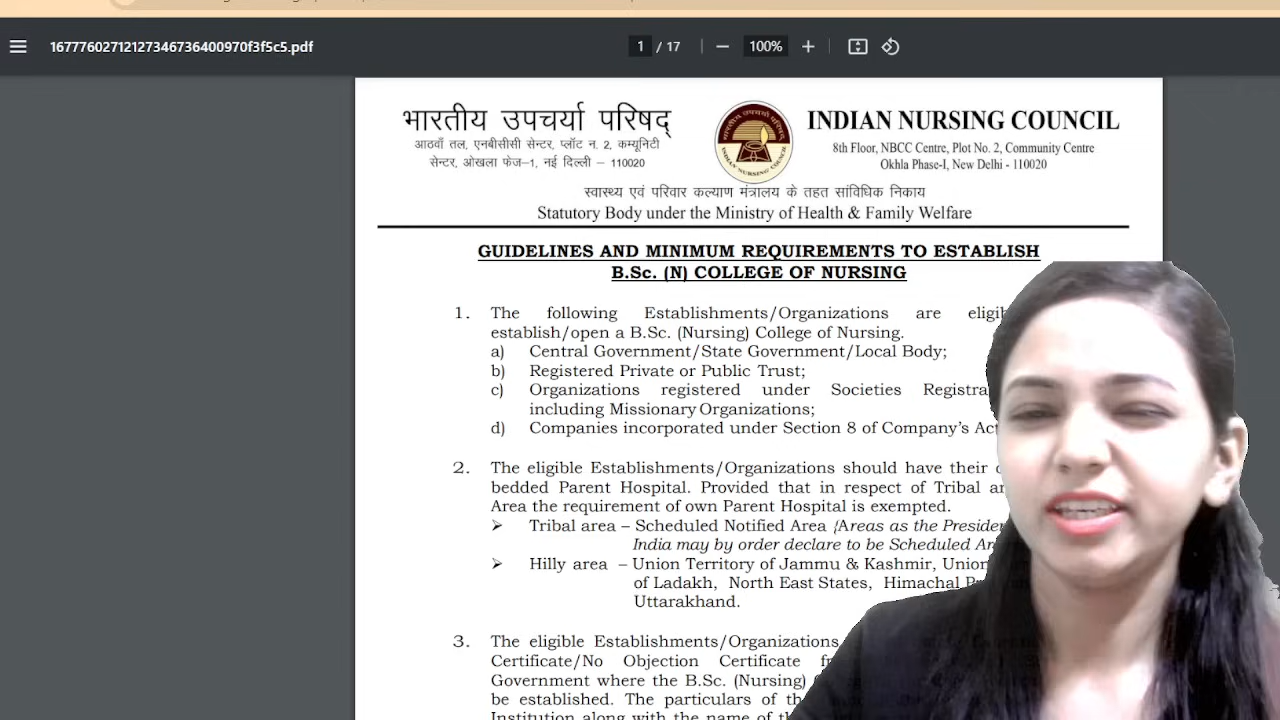 16777602712127346736400970f3f5c5.pdf
1 / 17
100%
भारतीय उपचर्या परिषद्
आठवाँ तल, एनबीसीसी सेन्टर, प्लॉट न. 2, कम्यूनिटी
सेन्टर, ओखला फेज-1, नई दिल्ली – 110020
INDIAN NURSING COUNCIL
INDIAN NURSING COUNCIL
8th Floor, NBCC Centre, Plot No. 2, Community Centre
Okhla Phase-I, New Delhi - 110020
स्वास्थ्य एवं परिवार कल्याण मंत्रालय के तहत सांविधिक निकाय
Statutory Body under the Ministry of Health & Family Welfare
GUIDELINES AND MINIMUM REQUIREMENTS TO ESTABLISH
B.Sc. (N) COLLEGE OF NURSING
1. The following Establishments/Organizations are
establish/open a B.Sc. (Nursing) College of Nursing.
a) Central Government/State Government/Local Body;
b) Registered Private or Public Trust;
c) Organizations registered under Societies
including Missionary Organizations;
d) Companies incorporated under Section 8 of Company's Act
2. The eligible Establishments/Organizations should have their
bedded Parent Hospital. Provided that in respect of Tribal
Area the requirement of own Parent Hospital is exempted.
➢ Tribal area – Scheduled Notified Area {Areas as the
India may by order declare to be Scheduled
➢ Hilly area – Union Territory of Jammu & Kashmir, Union
of Ladakh, North East States, Himachal
Uttarakhand.
3. The eligible Establishments/Organizations
Certificate/No Objection Certificate
Government where the B.Sc. (Nursing)
be established. The particulars of
Institution along with the name of